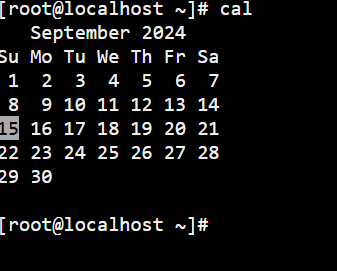 [root@localhost ~]# cal
   September 2024
Su Mo Tu We Th Fr Sa
 1  2  3  4  5  6  7
 8  9 10 11 12 13 14
15 16 17 18 19 20 21
22 23 24 25 26 27 28
29 30
[root@localhost ~]#